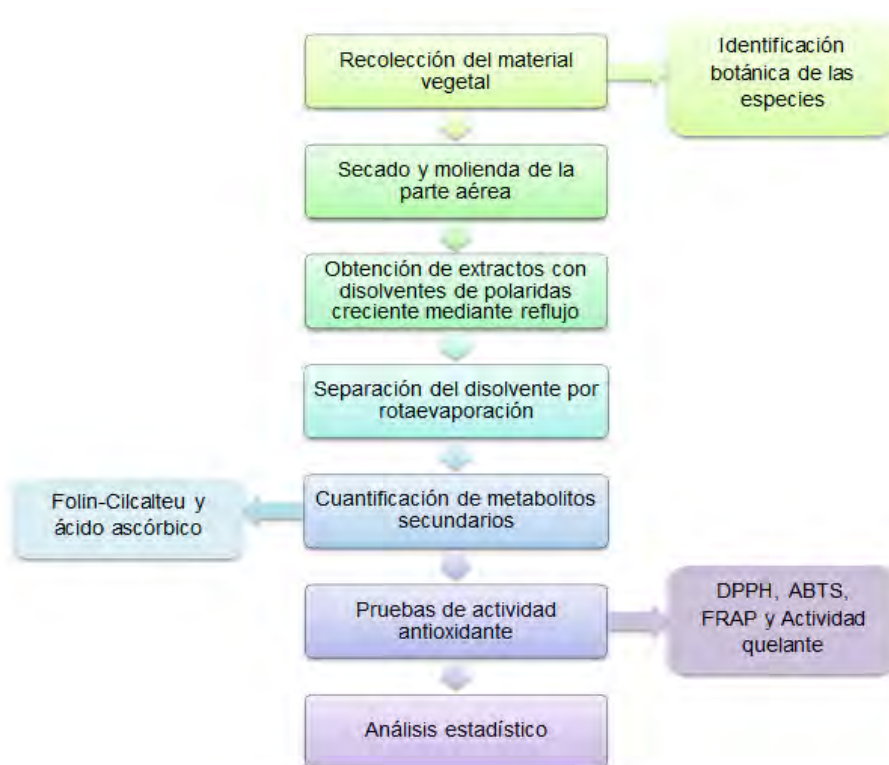 Recolección del material
vegetal
Identificación
botánica de las
especies
Secado y molienda de la
parte aérea
Obtención de extractos con
disolventes de polaridas
creciente mediante reflujo
Separación del disolvente por
rotaevaporación
Cuantificación de metabolitos
secundarios
Folin-Cilcalteu y
ácido ascórbico
Pruebas de actividad
antioxidante
DPPH, ABTS,
FRAP y Actividad
quelante
Análisis estadístico